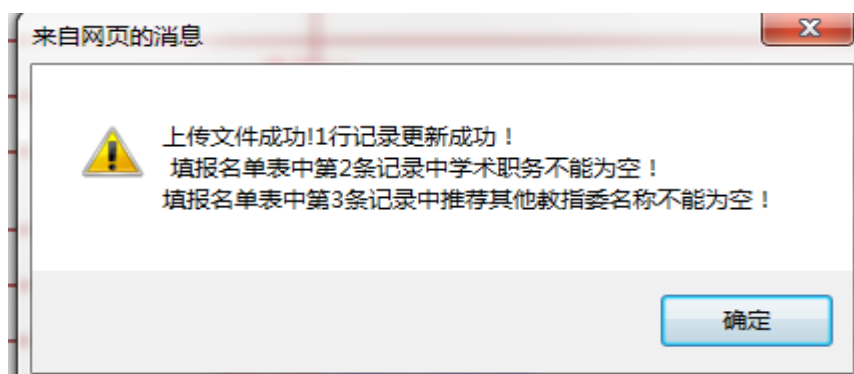 来自网页的消息
上传文件成功!1行记录更新成功！
填报名单表中第2条记录中学术职务不能为空！
填报名单表中第3条记录中推荐其他教指委名称不能为空！
确定